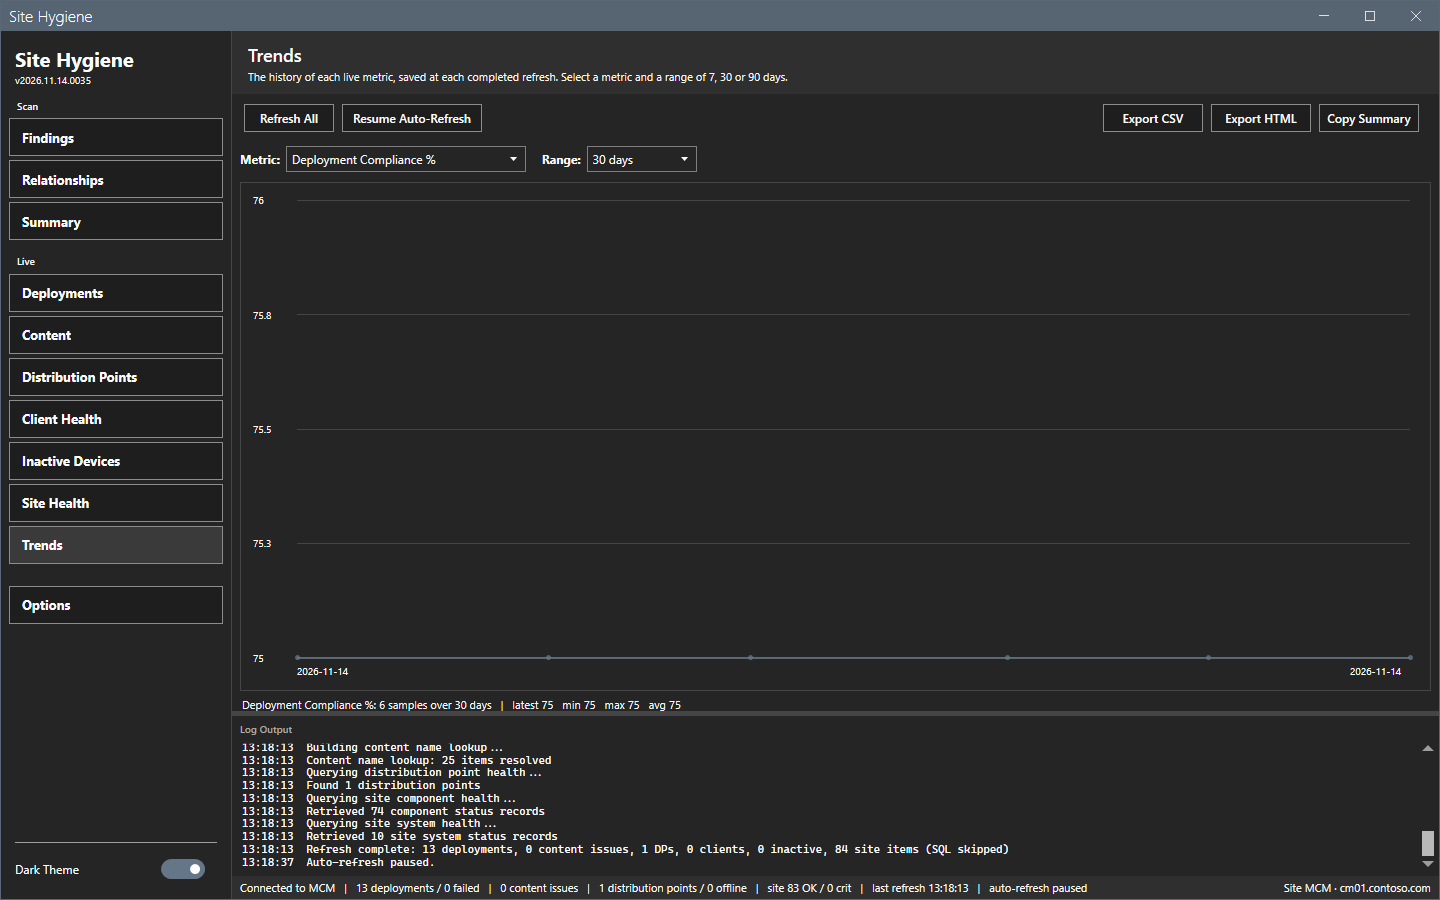 Site Hygiene
Site Hygiene
v2026.11.14.0035
Scan
Findings
Relationships
Summary
Live
Deployments
Content
Distribution Points
Client Health
Inactive Devices
Site Health
Trends
Options
Dark Theme
Trends
The history of each live metric, saved at each completed refresh. Select a metric and a range of 7, 30 or 90 days.
Refresh All
Resume Auto-Refresh
Export CSV
Export HTML
Copy Summary
Metric: Deployment Compliance %
Range: 30 days
76
75.8
75.5
75.3
75
2026-11-14
2026-11-14
Deployment Compliance %: 6 samples over 30 days | latest 75 min 75 max 75 avg 75
Log Output
13:18:13 Building content name lookup...
13:18:13 Content name lookup: 25 items resolved
13:18:13 Querying distribution point health...
13:18:13 Found 1 distribution points
13:18:13 Querying site component health...
13:18:13 Retrieved 74 component status records
13:18:13 Querying site system health...
13:18:13 Retrieved 10 site system status records
13:18:13 Refresh complete: 13 deployments, 0 content issues, 1 DPs, 0 clients, 0 inactive, 84 site items (SQL skipped)
13:18:37 Auto-refresh paused.
Connected to MCM | 13 deployments / 0 failed | 0 content issues | 1 distribution points / 0 offline | site 83 OK / 0 crit | last refresh 13:18:13 | auto-refresh paused
Site MCM · cm01.contoso.com